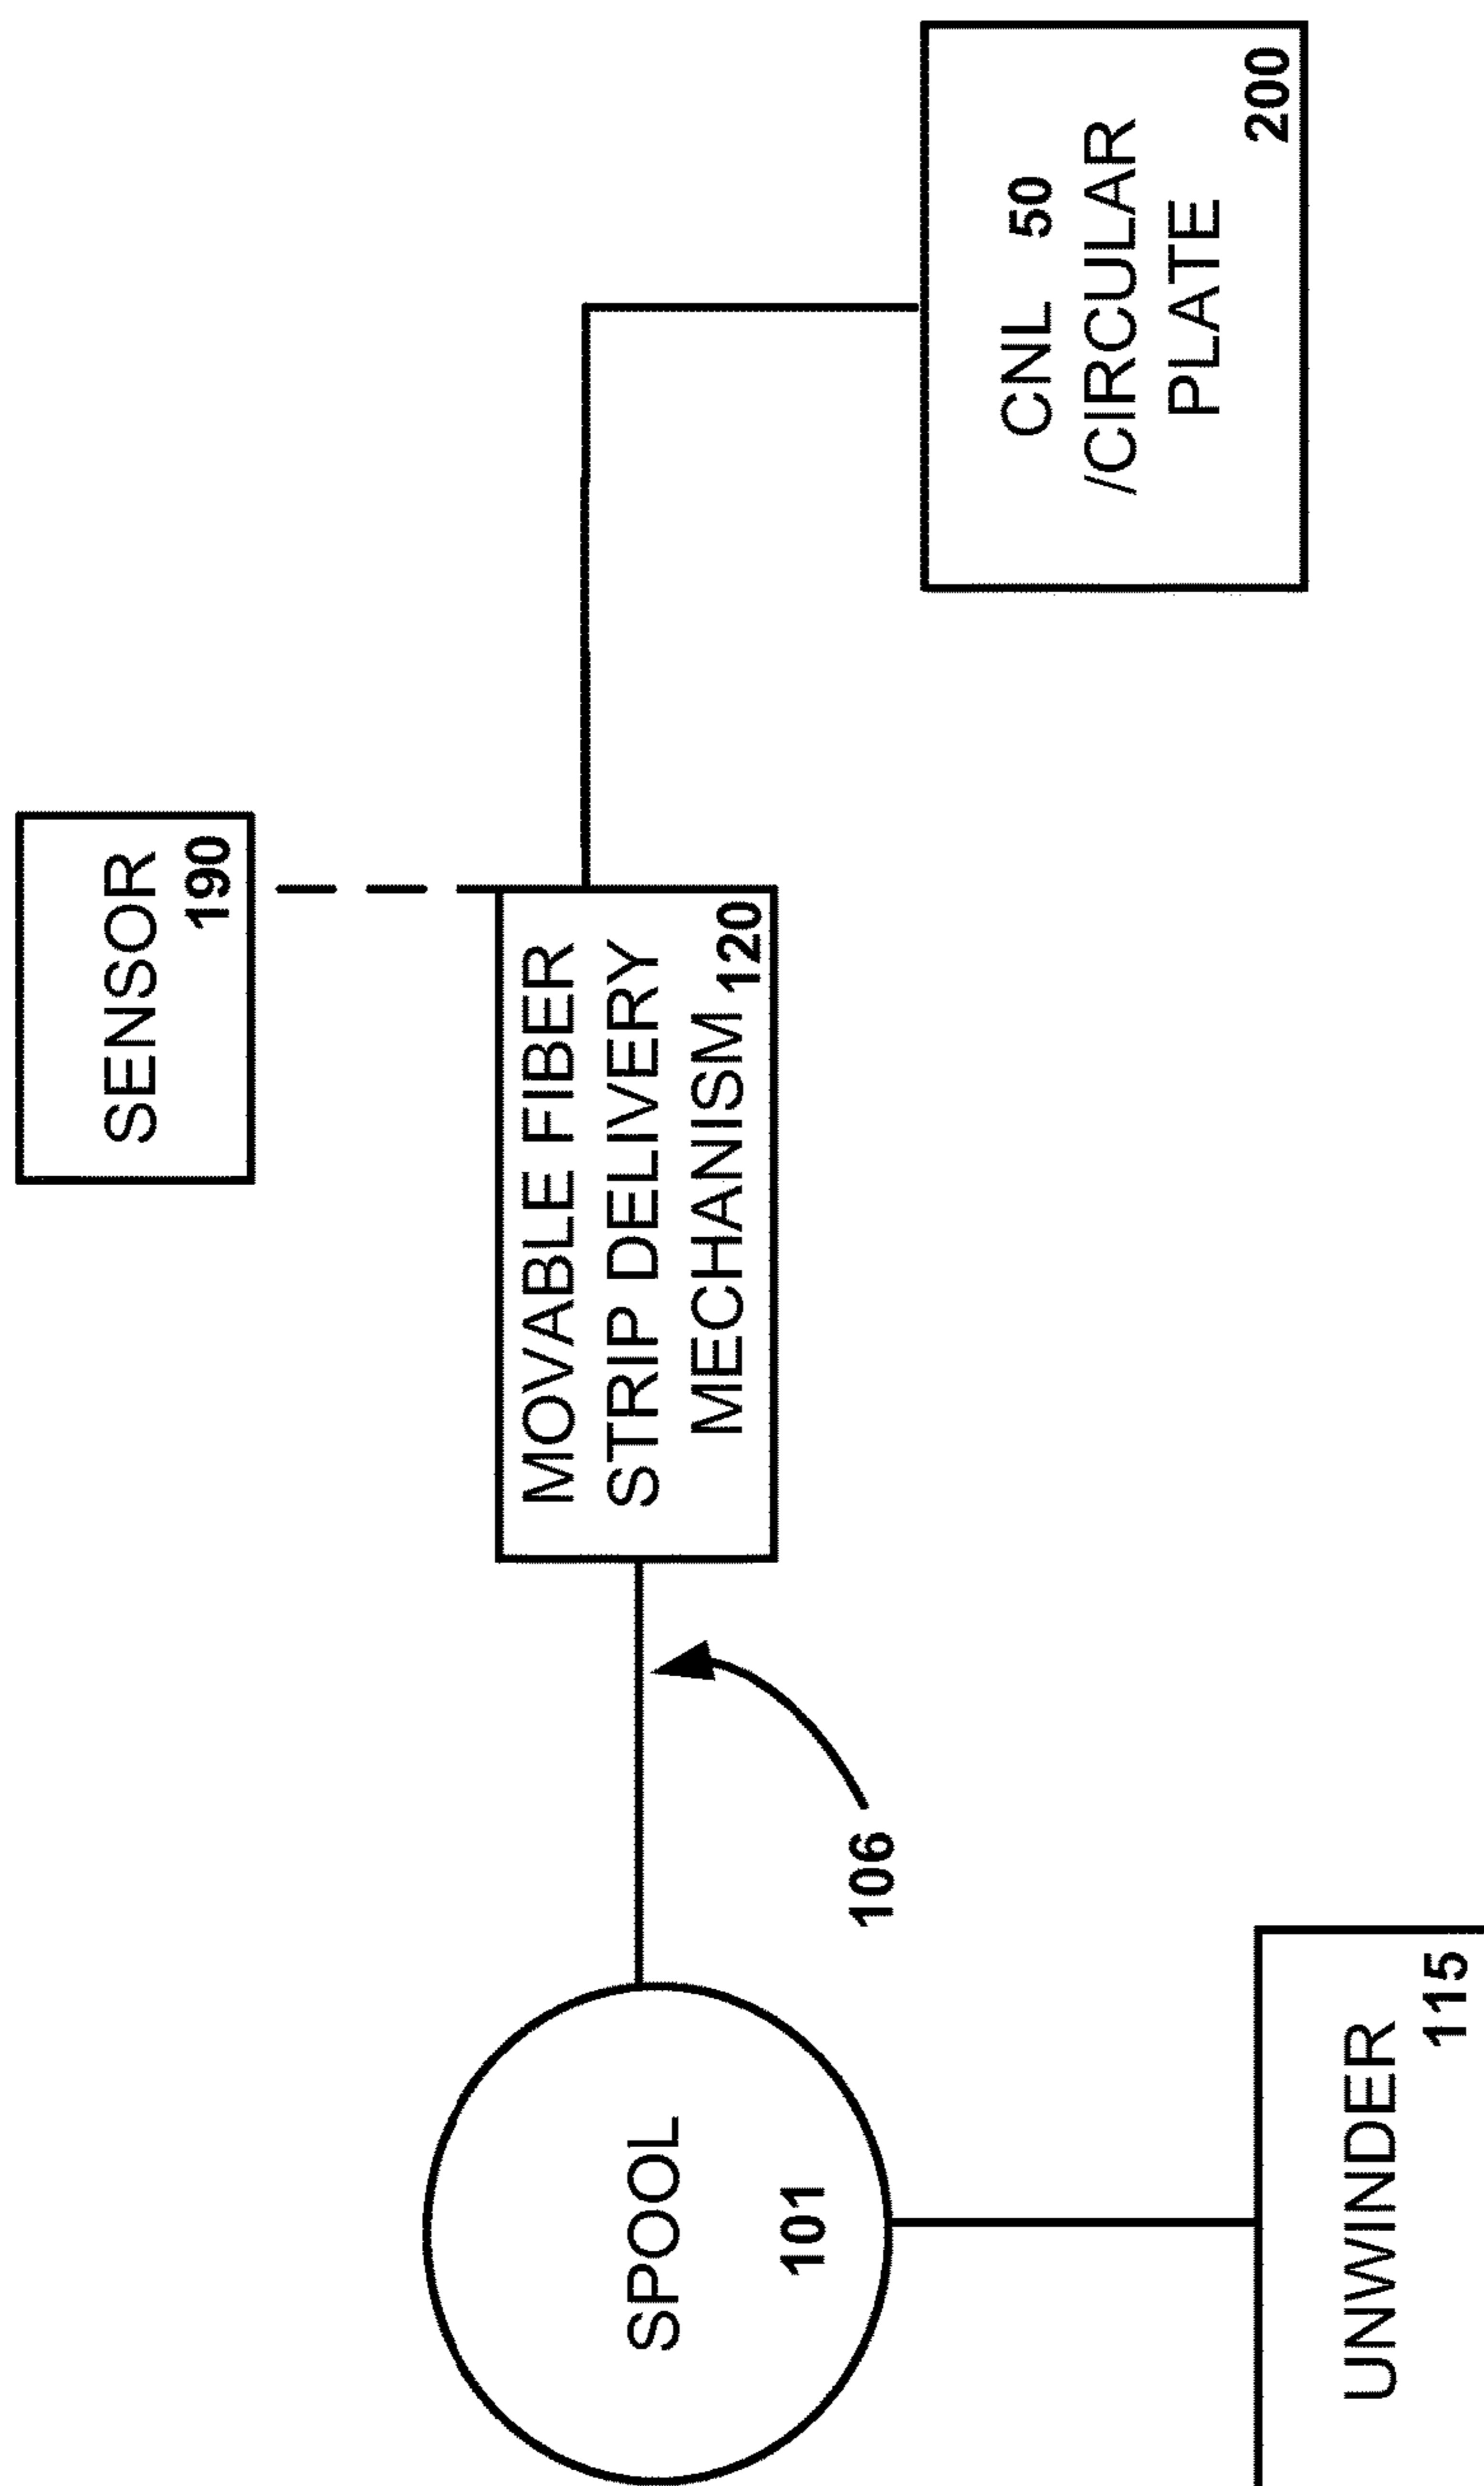 SENSOR
190
MOVABLE FIBER
STRIP DELIVERY
MECHANISM 120
CNL 50
/CIRCULAR
PLATE
200
SPOOL
101
106
UNWINDER
115